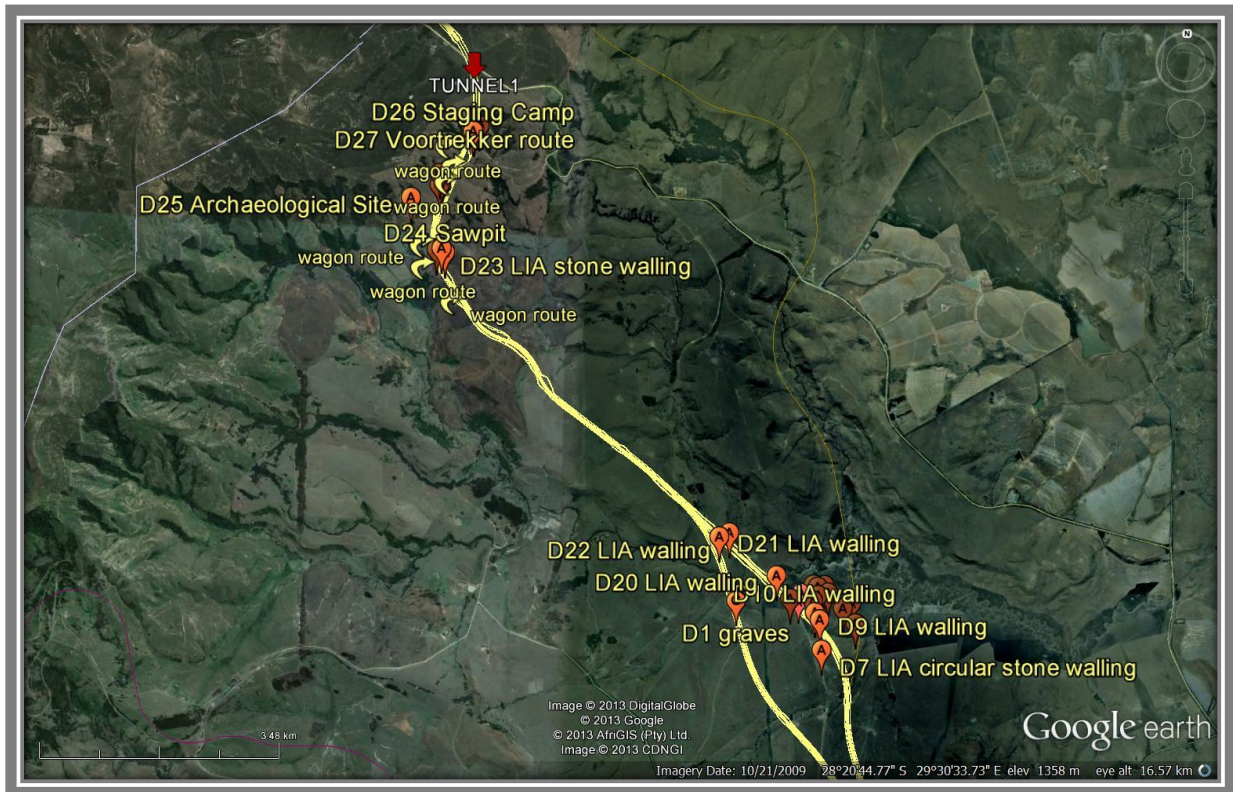 N
TUNNEL1
D26 Staging Camp
D27 Voortrekker route
wagon route
D25 Archaeological Site
wagon route
D24 Sawpit
wagon route
D23 LIA stone walling
wagon route
wagon route
D22 LIA walling
D21 LIA walling
D20 LIA walling
D10 LIA walling
D1 graves
D9 LIA walling
D7 LIA circular stone walling
Image © 2013 DigitalGlobe
© 2013 Google
© 2013 AfriGIS (Pty) Ltd.
Image © 2013 CDNGI
Google earth
3.48 km
Imagery Date: 10/21/2009 28°20'44.77" S 29°30'33.73" E elev 1358 m eye alt 16.57 km